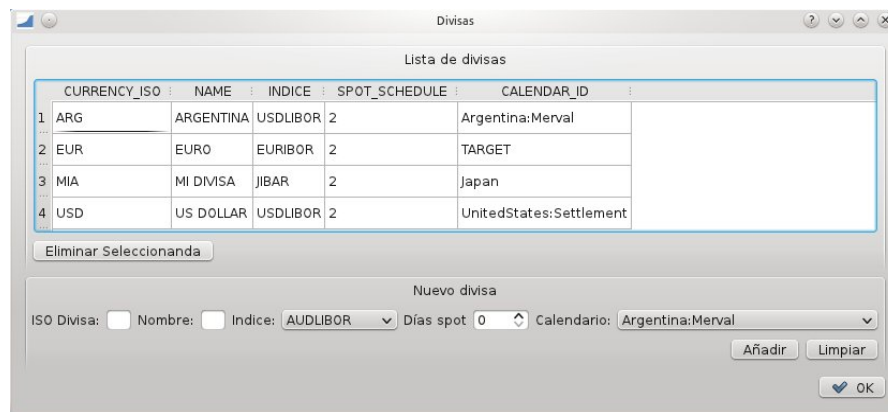 Divisas
Lista de divisas
CURRENCY_ISO NAME INDICE SPOT_SCHEDULE CALENDAR_ID
1 ARG ARGENTINA USDLIBOR 2 Argentina:Merval
2 EUR EURO EURIBOR 2 TARGET
3 MIA MI DIVISA JIBAR 2 Japan
4 USD US DOLLAR USDLIBOR 2 UnitedStates:Settlement
Eliminar Seleccionanda
Nuevo divisa
ISO Divisa: Nombre: Indice: AUDLIBOR Días spot 0 Calendario: Argentina:Merval
Añadir Limpiar
OK